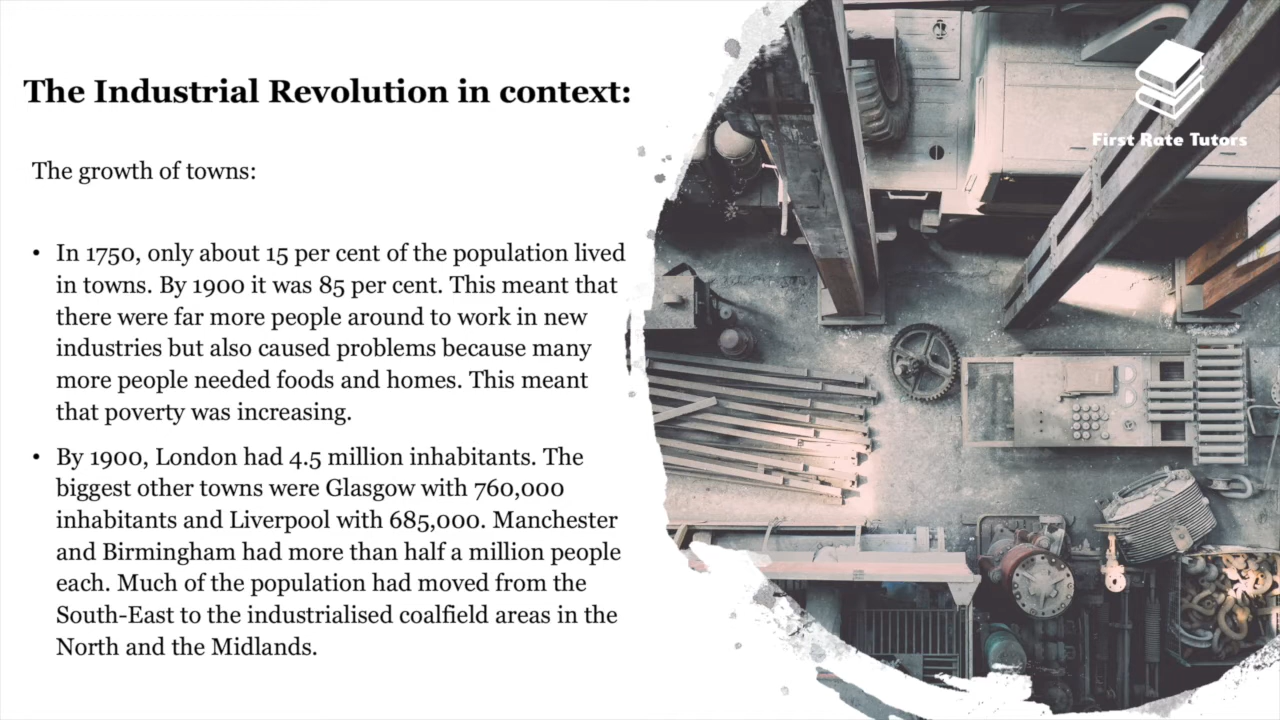 The Industrial Revolution in context:
First Rate Tutors
The growth of towns:
• In 1750, only about 15 per cent of the population lived
in towns. By 1900 it was 85 per cent. This meant that
there were far more people around to work in new
industries but also caused problems because many
more people needed foods and homes. This meant
that poverty was increasing.
• By 1900, London had 4.5 million inhabitants. The
biggest other towns were Glasgow with 760,000
inhabitants and Liverpool with 685,000. Manchester
and Birmingham had more than half a million people
each. Much of the population had moved from the
South-East to the industrialised coalfield areas in the
North and the Midlands.